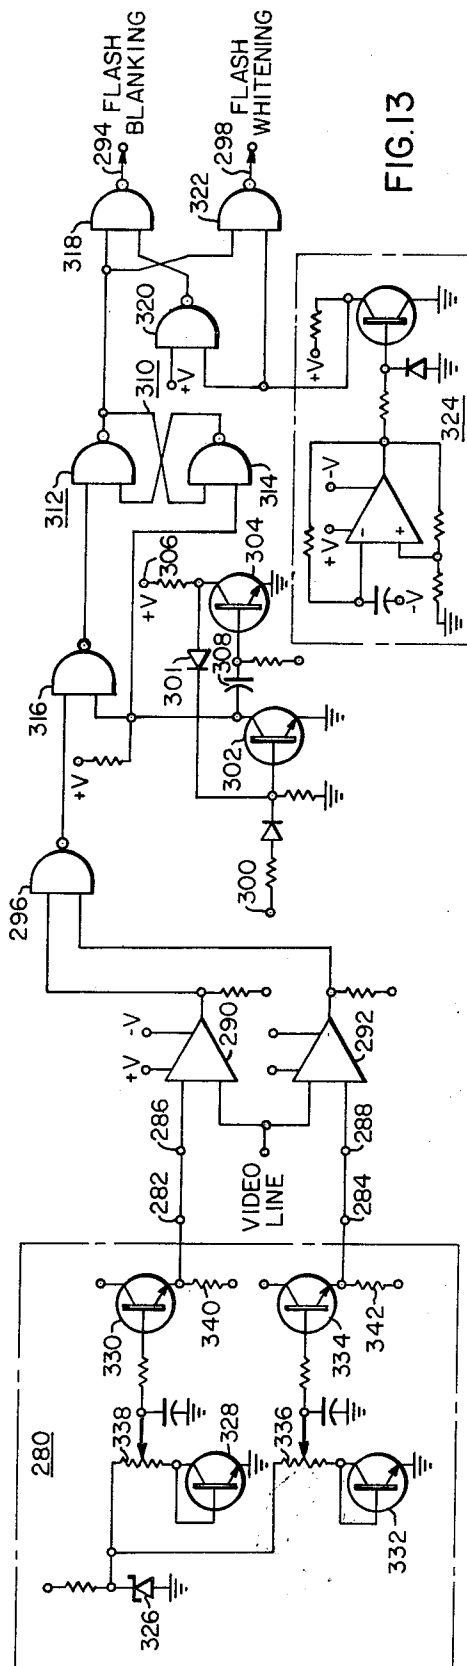 280
326
338
330
340
328
336
334
342
332
282
286
284
288
VIDEO
LINE
+V
-V
290
292
296
300
+V
316
302
301
308
+V
306
304
312
310
314
+V
320
318
322
294
FLASH
BLANKING
298
FLASH
WHITENING
+V
-V
-V
+V
324
FIG.13